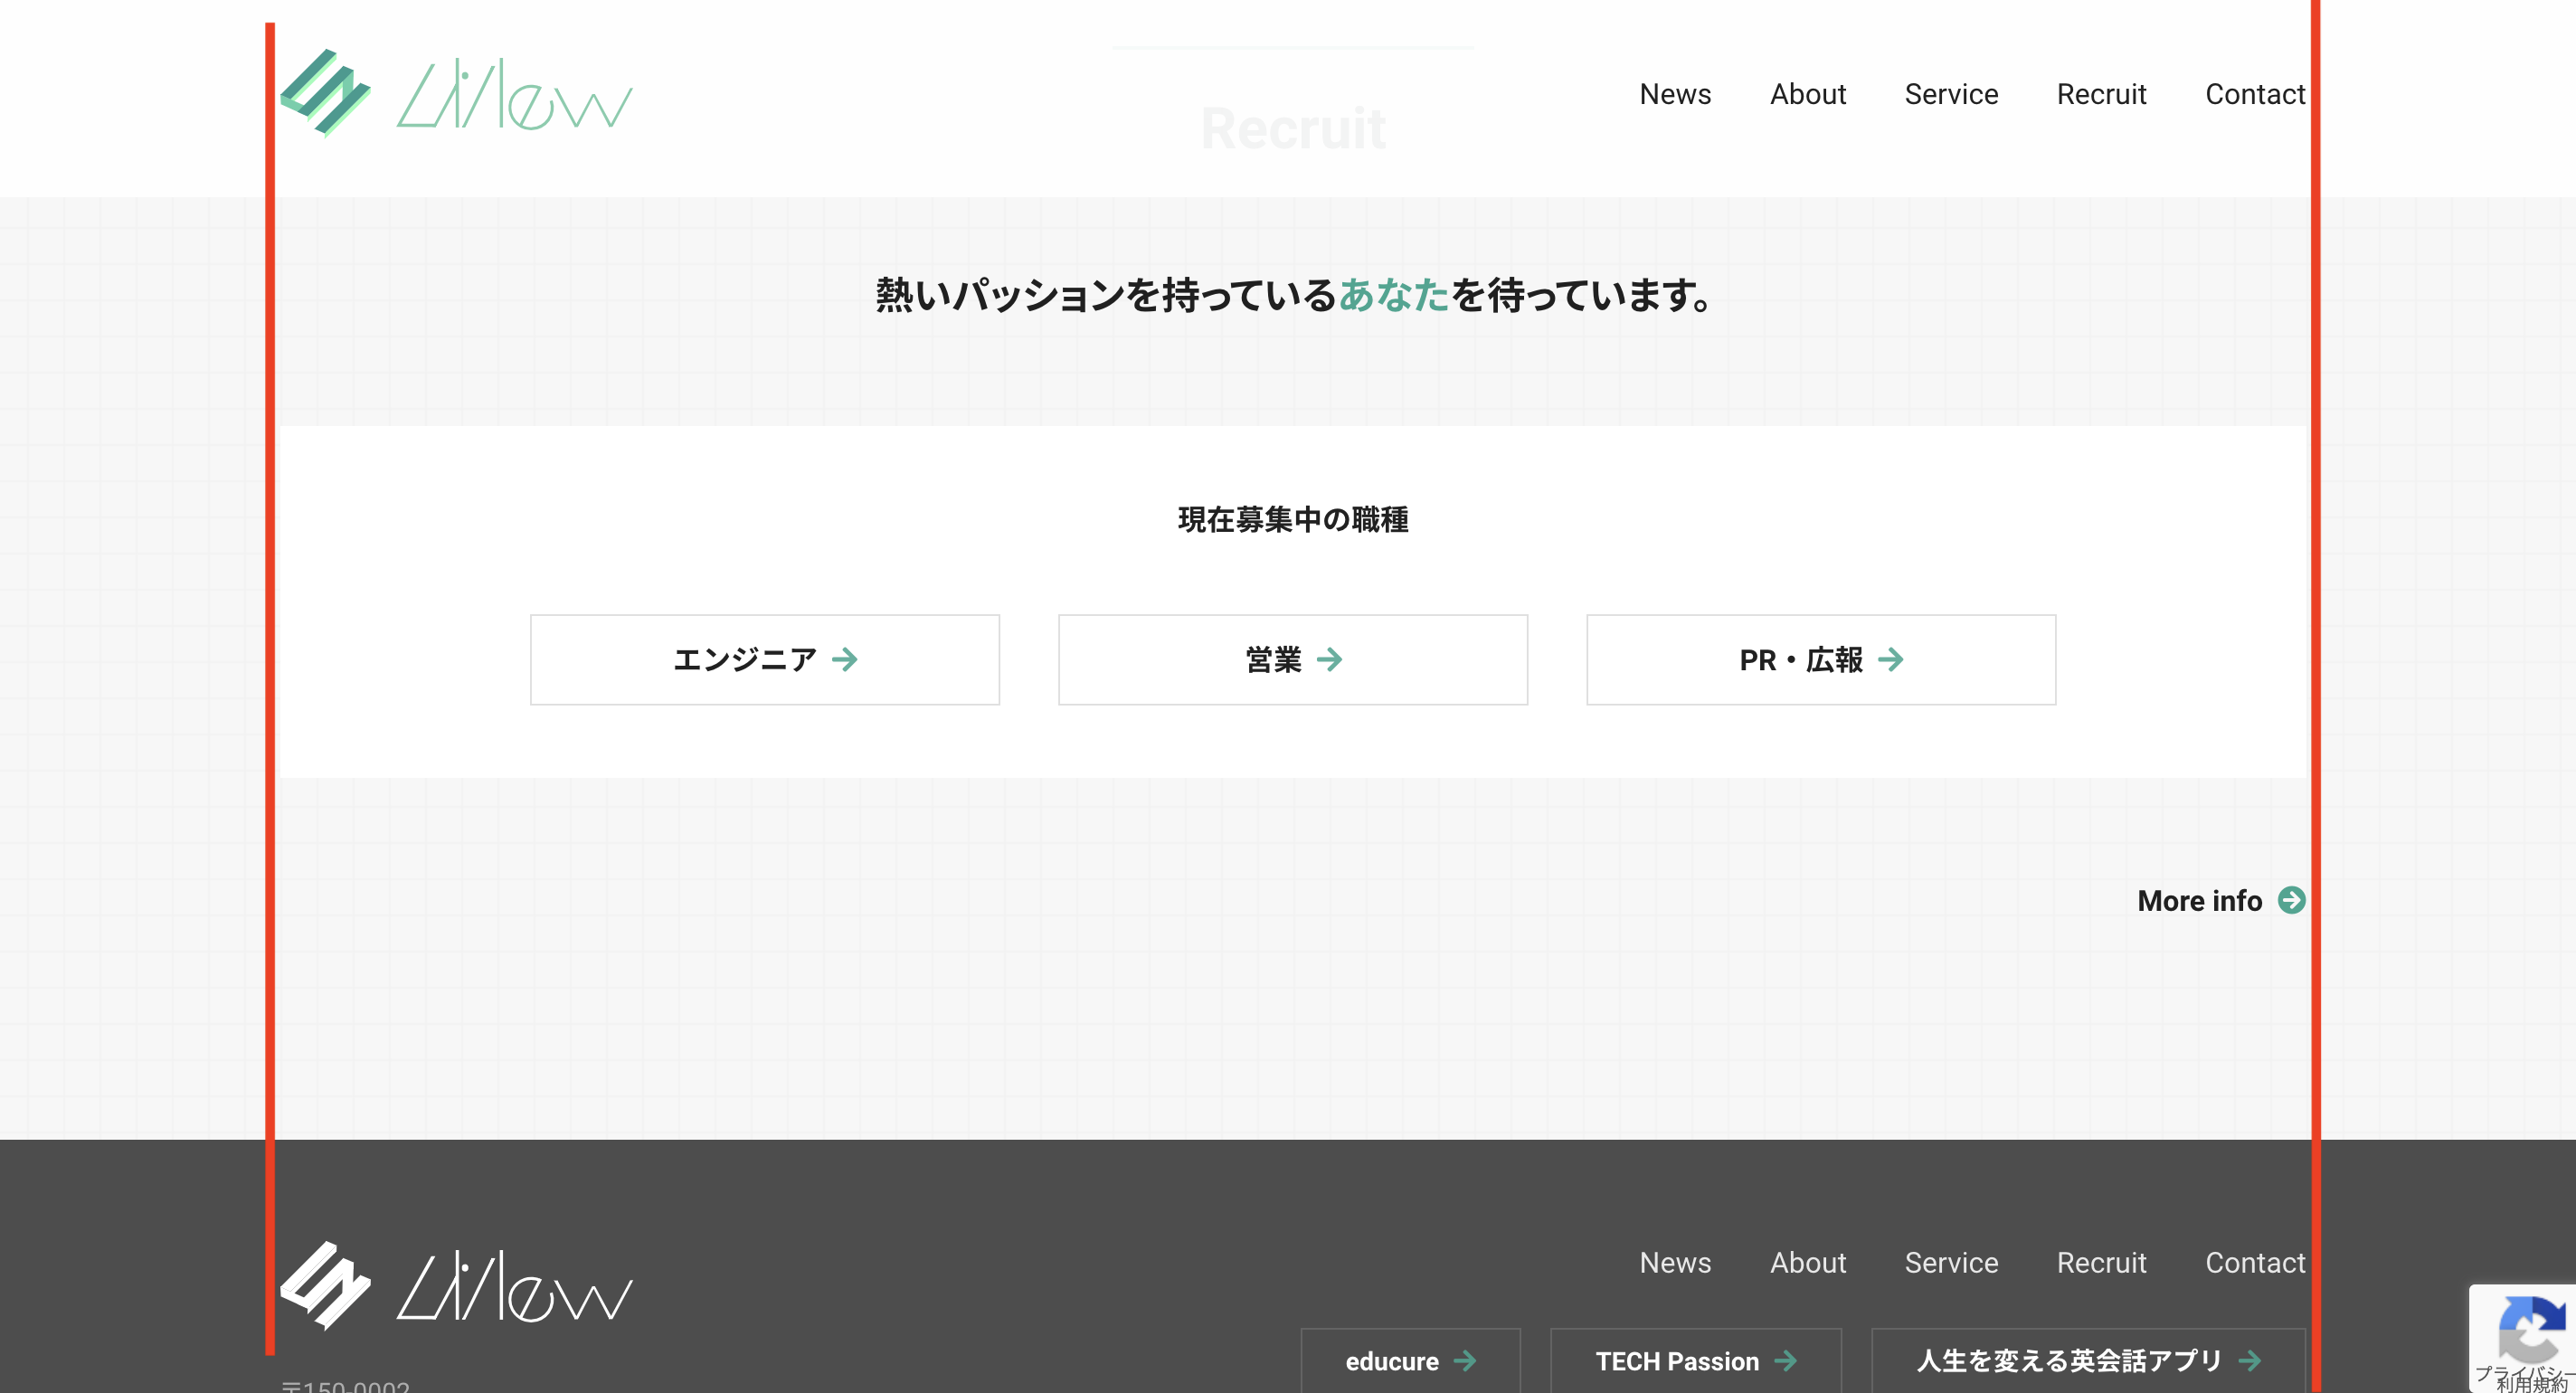 LiView
News About Service Recruit Contact
Recruit
熱いパッションを持っているあなたを待っています。
現在募集中の職種
エンジニア
営業
PR・広報
More info
LiView
News About Service Recruit Contact
educure
TECH Passion
人生を変える英会話アプリ
〒150-0002
プライバシ
利用規約